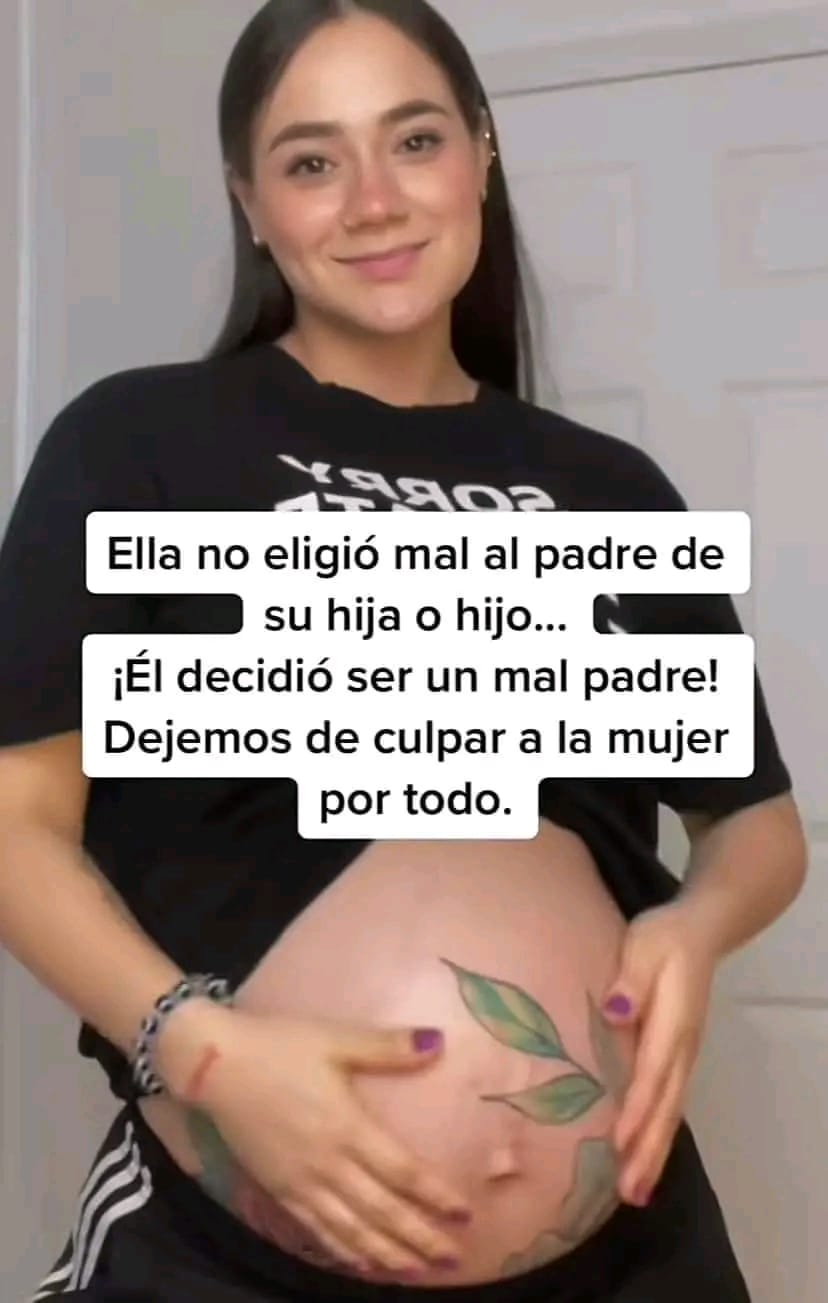 SORRY
Ella no eligió mal al padre de
su hija o hijo...
¡Él decidió ser un mal padre!
Dejemos de culpar a la mujer
por todo.